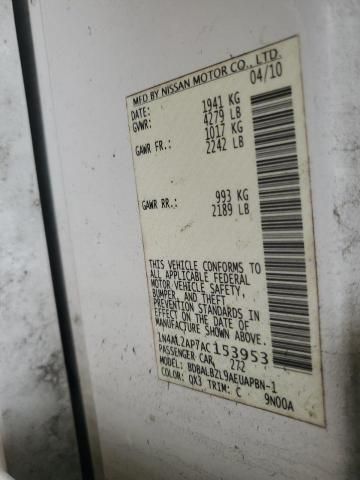 MFD BY NISSAN MOTOR CO., LTD.
DATE: 04/10
GVWR: 1941 KG
4279 LB
GAWR FR.: 1017 KG
2242 LB
GAWR RR.: 993 KG
2189 LB
THIS VEHICLE CONFORMS TO
ALL APPLICABLE FEDERAL
MOTOR VEHICLE SAFETY,
BUMPER, AND THEFT
PREVENTION STANDARDS IN
EFFECT ON THE DATE OF
MANUFACTURE SHOWN ABOVE.
1N4AL2AP7AC153953
PASSENGER CAR 272
MODEL: BDBALBZL9AEUAPBN-1
COLOR: QX3 TRIM: C 9N00A